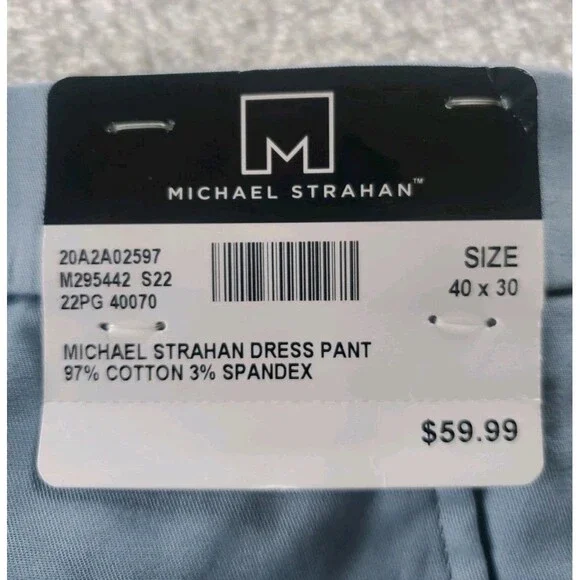 M
MICHAEL STRAHAN™
20A2A02597
M295442 S22
22PG 40070
SIZE
40 x 30
MICHAEL STRAHAN DRESS PANT
97% COTTON 3% SPANDEX
$59.99